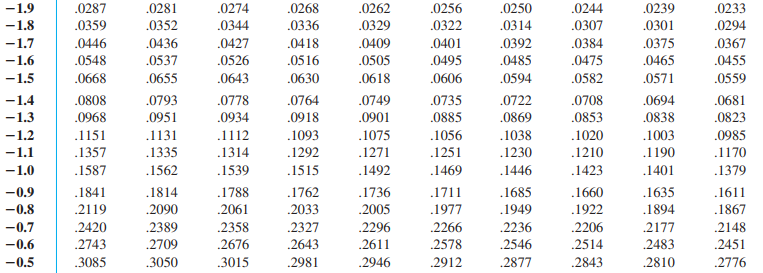 −1.9 .0287 .0281 .0274 .0268 .0262 .0256 .0250 .0244 .0239 .0233
−1.8 .0359 .0352 .0344 .0336 .0329 .0322 .0314 .0307 .0301 .0294
−1.7 .0446 .0436 .0427 .0418 .0409 .0401 .0392 .0384 .0375 .0367
−1.6 .0548 .0537 .0526 .0516 .0505 .0495 .0485 .0475 .0465 .0455
−1.5 .0668 .0655 .0643 .0630 .0618 .0606 .0594 .0582 .0571 .0559
−1.4 .0808 .0793 .0778 .0764 .0749 .0735 .0722 .0708 .0694 .0681
−1.3 .0968 .0951 .0934 .0918 .0901 .0885 .0869 .0853 .0838 .0823
−1.2 .1151 .1131 .1112 .1093 .1075 .1056 .1038 .1020 .1003 .0985
−1.1 .1357 .1335 .1314 .1292 .1271 .1251 .1230 .1210 .1190 .1170
−1.0 .1587 .1562 .1539 .1515 .1492 .1469 .1446 .1423 .1401 .1379
−0.9 .1841 .1814 .1788 .1762 .1736 .1711 .1685 .1660 .1635 .1611
−0.8 .2119 .2090 .2061 .2033 .2005 .1977 .1949 .1922 .1894 .1867
−0.7 .2420 .2389 .2358 .2327 .2296 .2266 .2236 .2206 .2177 .2148
−0.6 .2743 .2709 .2676 .2643 .2611 .2578 .2546 .2514 .2483 .2451
−0.5 .3085 .3050 .3015 .2981 .2946 .2912 .2877 .2843 .2810 .2776